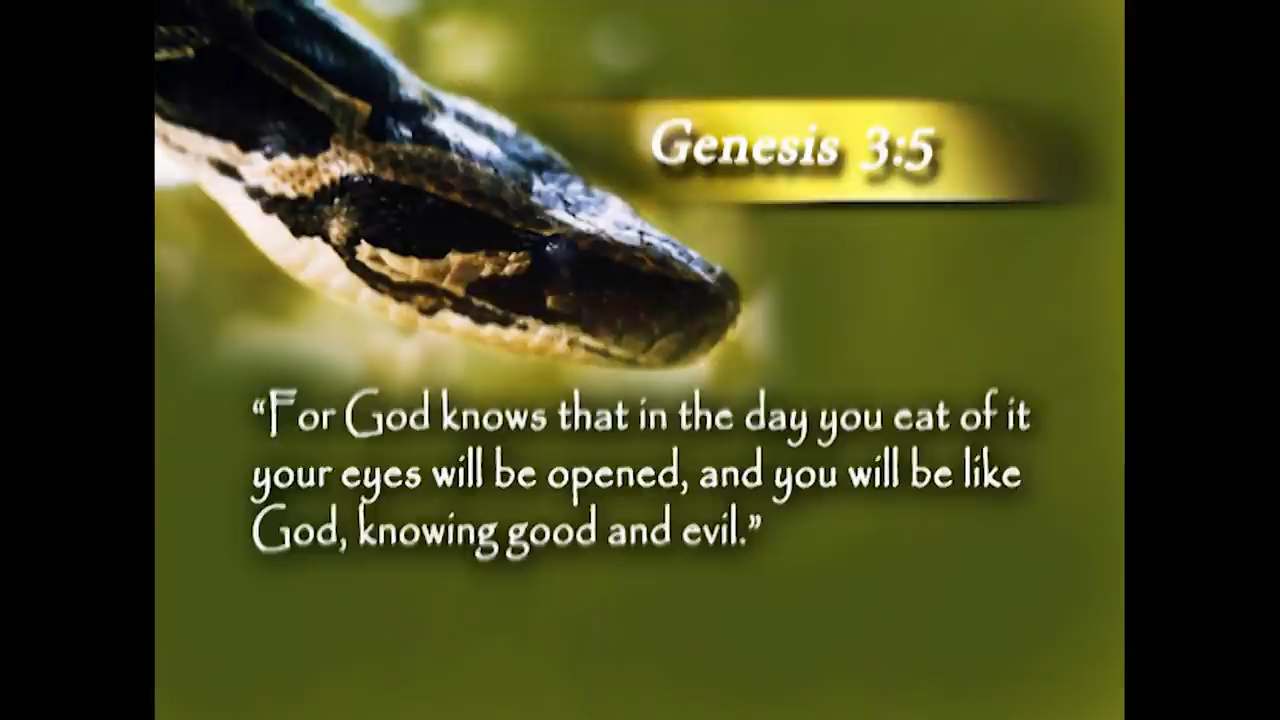 Genesis 3:5
“For God knows that in the day you eat of it
your eyes will be opened, and you will be like
God, knowing good and evil.”